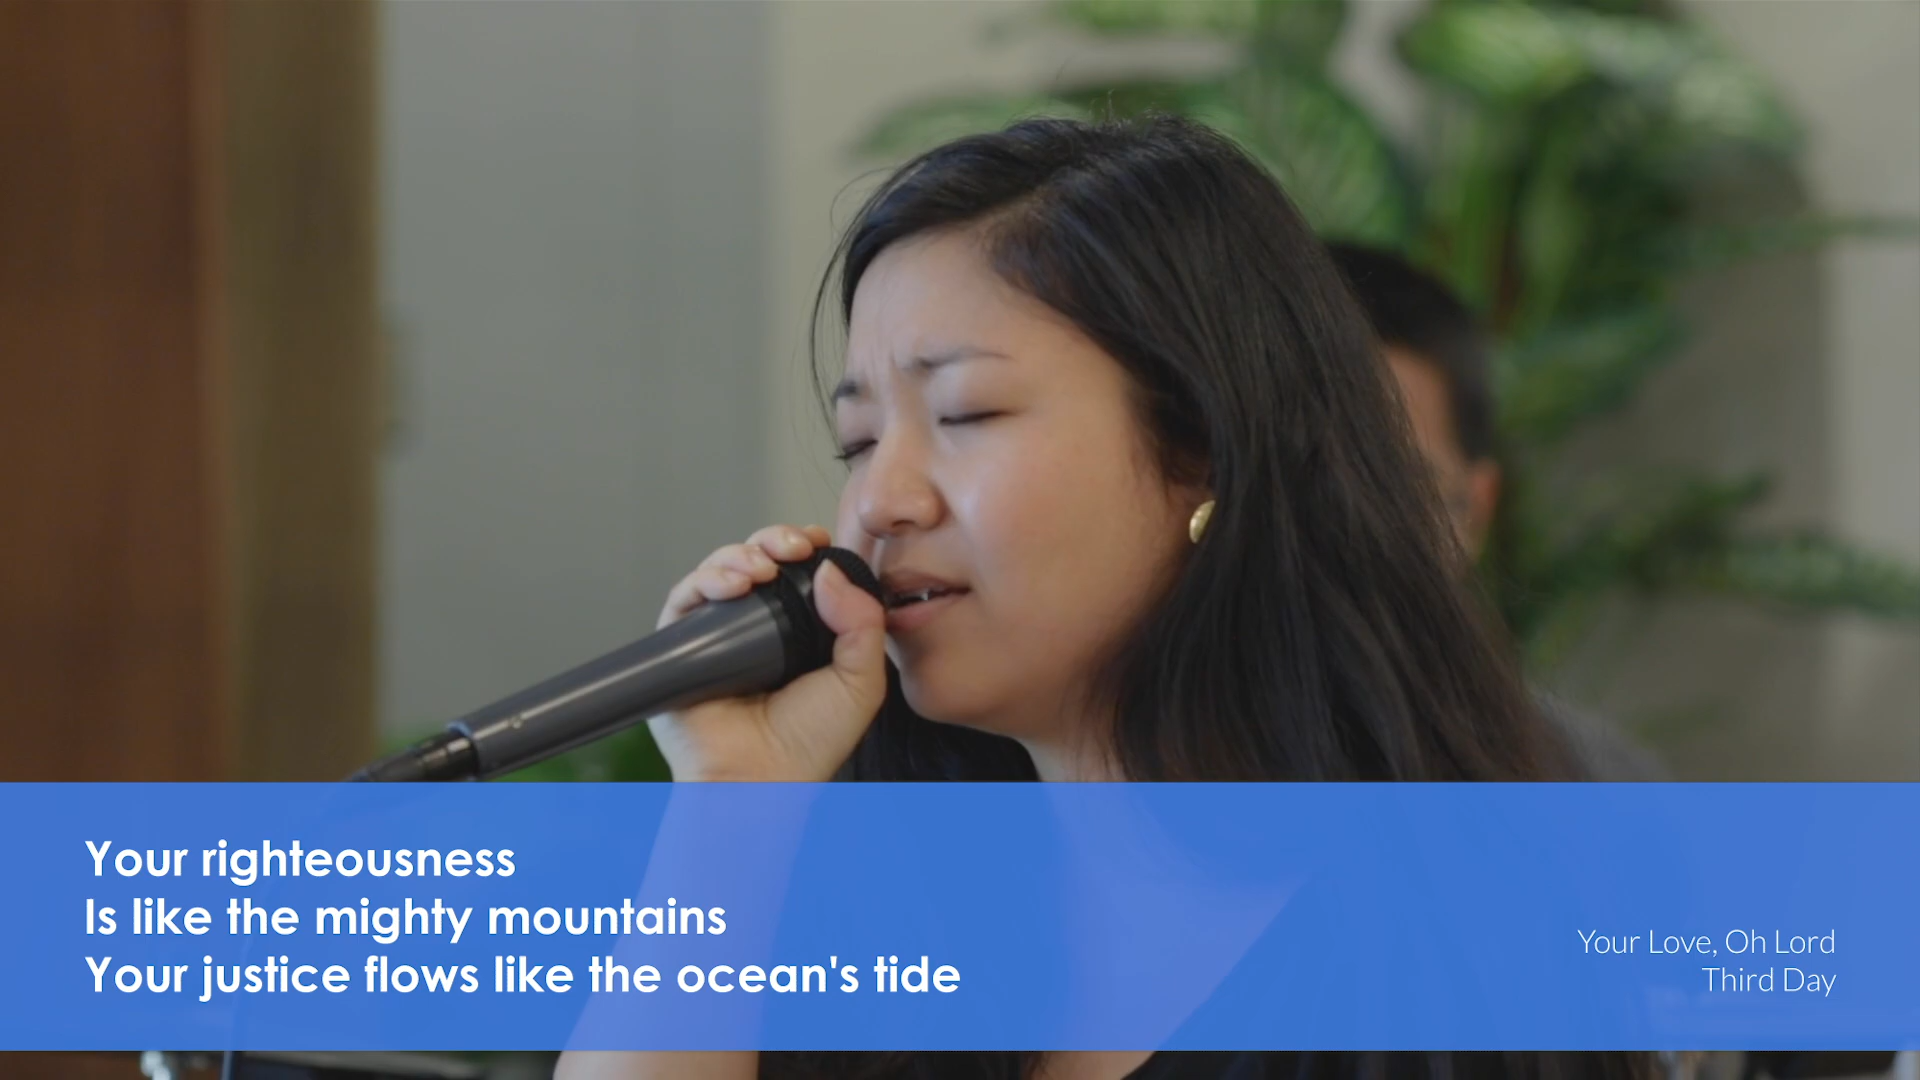 Your righteousness
Is like the mighty mountains
Your justice flows like the ocean's tide
Your Love, Oh Lord
Third Day